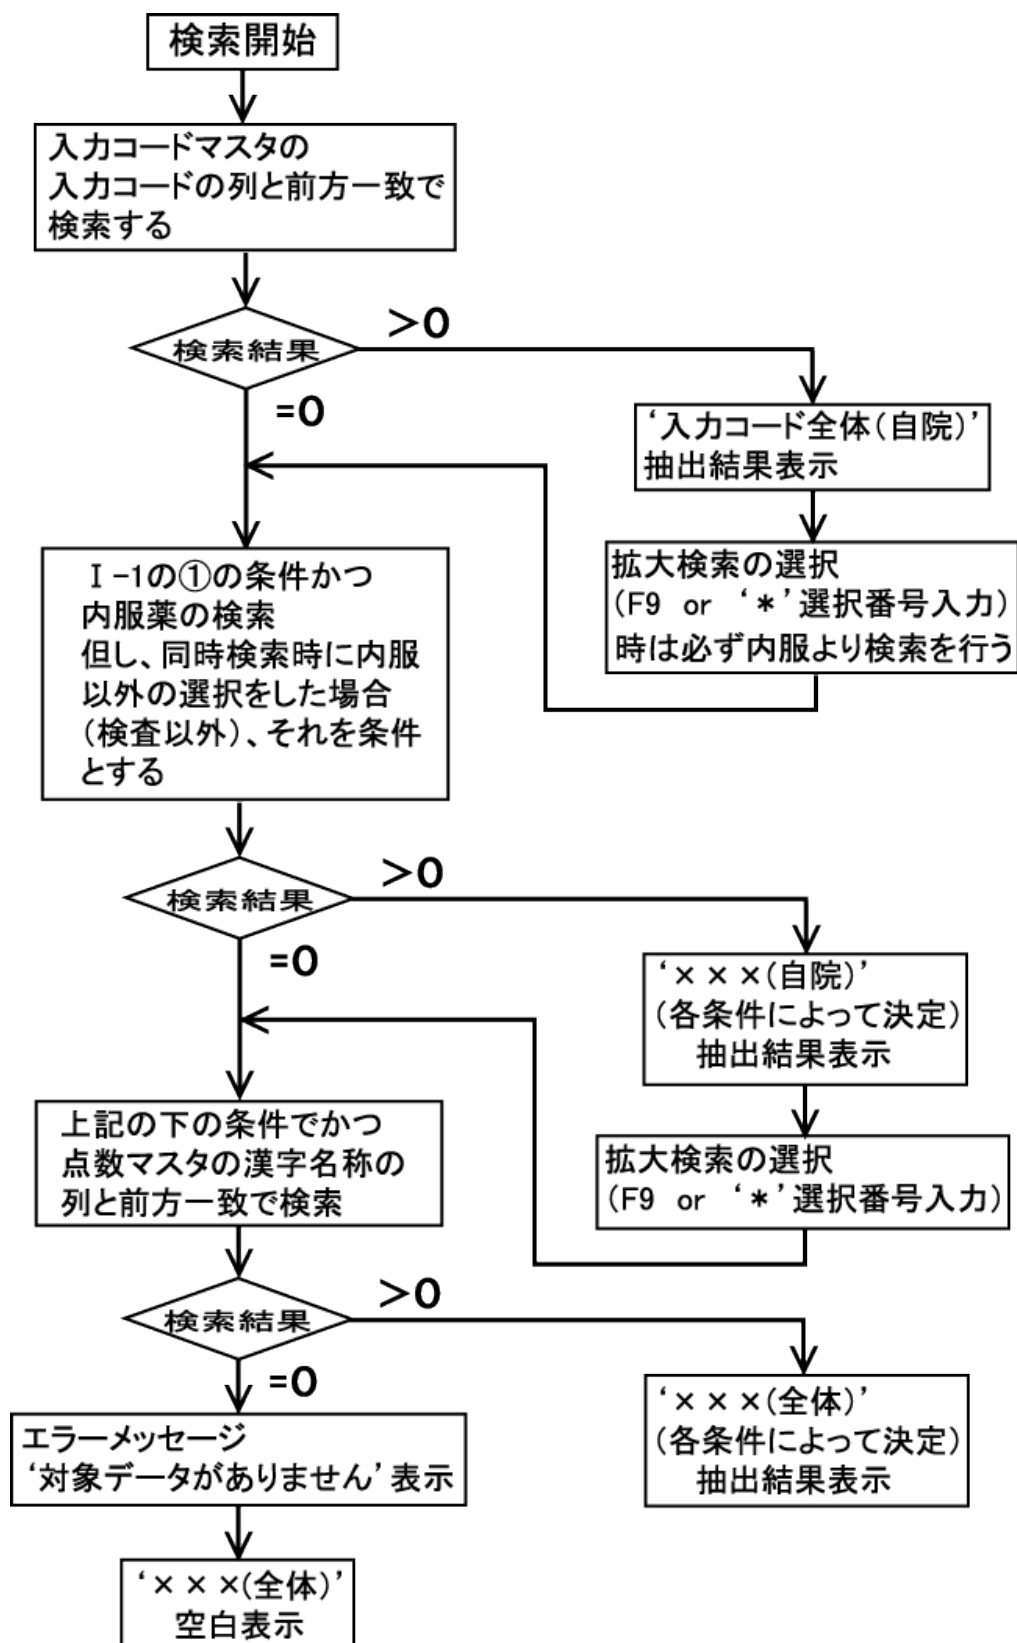 検索開始
入力コードマスタの
入力コードの列と前方一致で
検索する
検索結果
>0
=0
‘入力コード全体(自院)’
抽出結果表示
拡大検索の選択
(F9 or ‘*’選択番号入力)
時は必ず内服より検索を行う
Ⅰ-1の①の条件かつ
内服薬の検索
但し、同時検索時に内服
以外の選択をした場合
(検査以外)、それを条件
とする
検索結果
>0
=0
‘×××(自院)’
(各条件によって決定)
抽出結果表示
拡大検索の選択
(F9 or ‘*’選択番号入力)
上記の下の条件でかつ
点数マスタの漢字名称の
列と前方一致で検索
検索結果
>0
=0
‘×××(全体)’
(各条件によって決定)
抽出結果表示
エラーメッセージ
‘対象データがありません’表示
‘×××(全体)’
空白表示